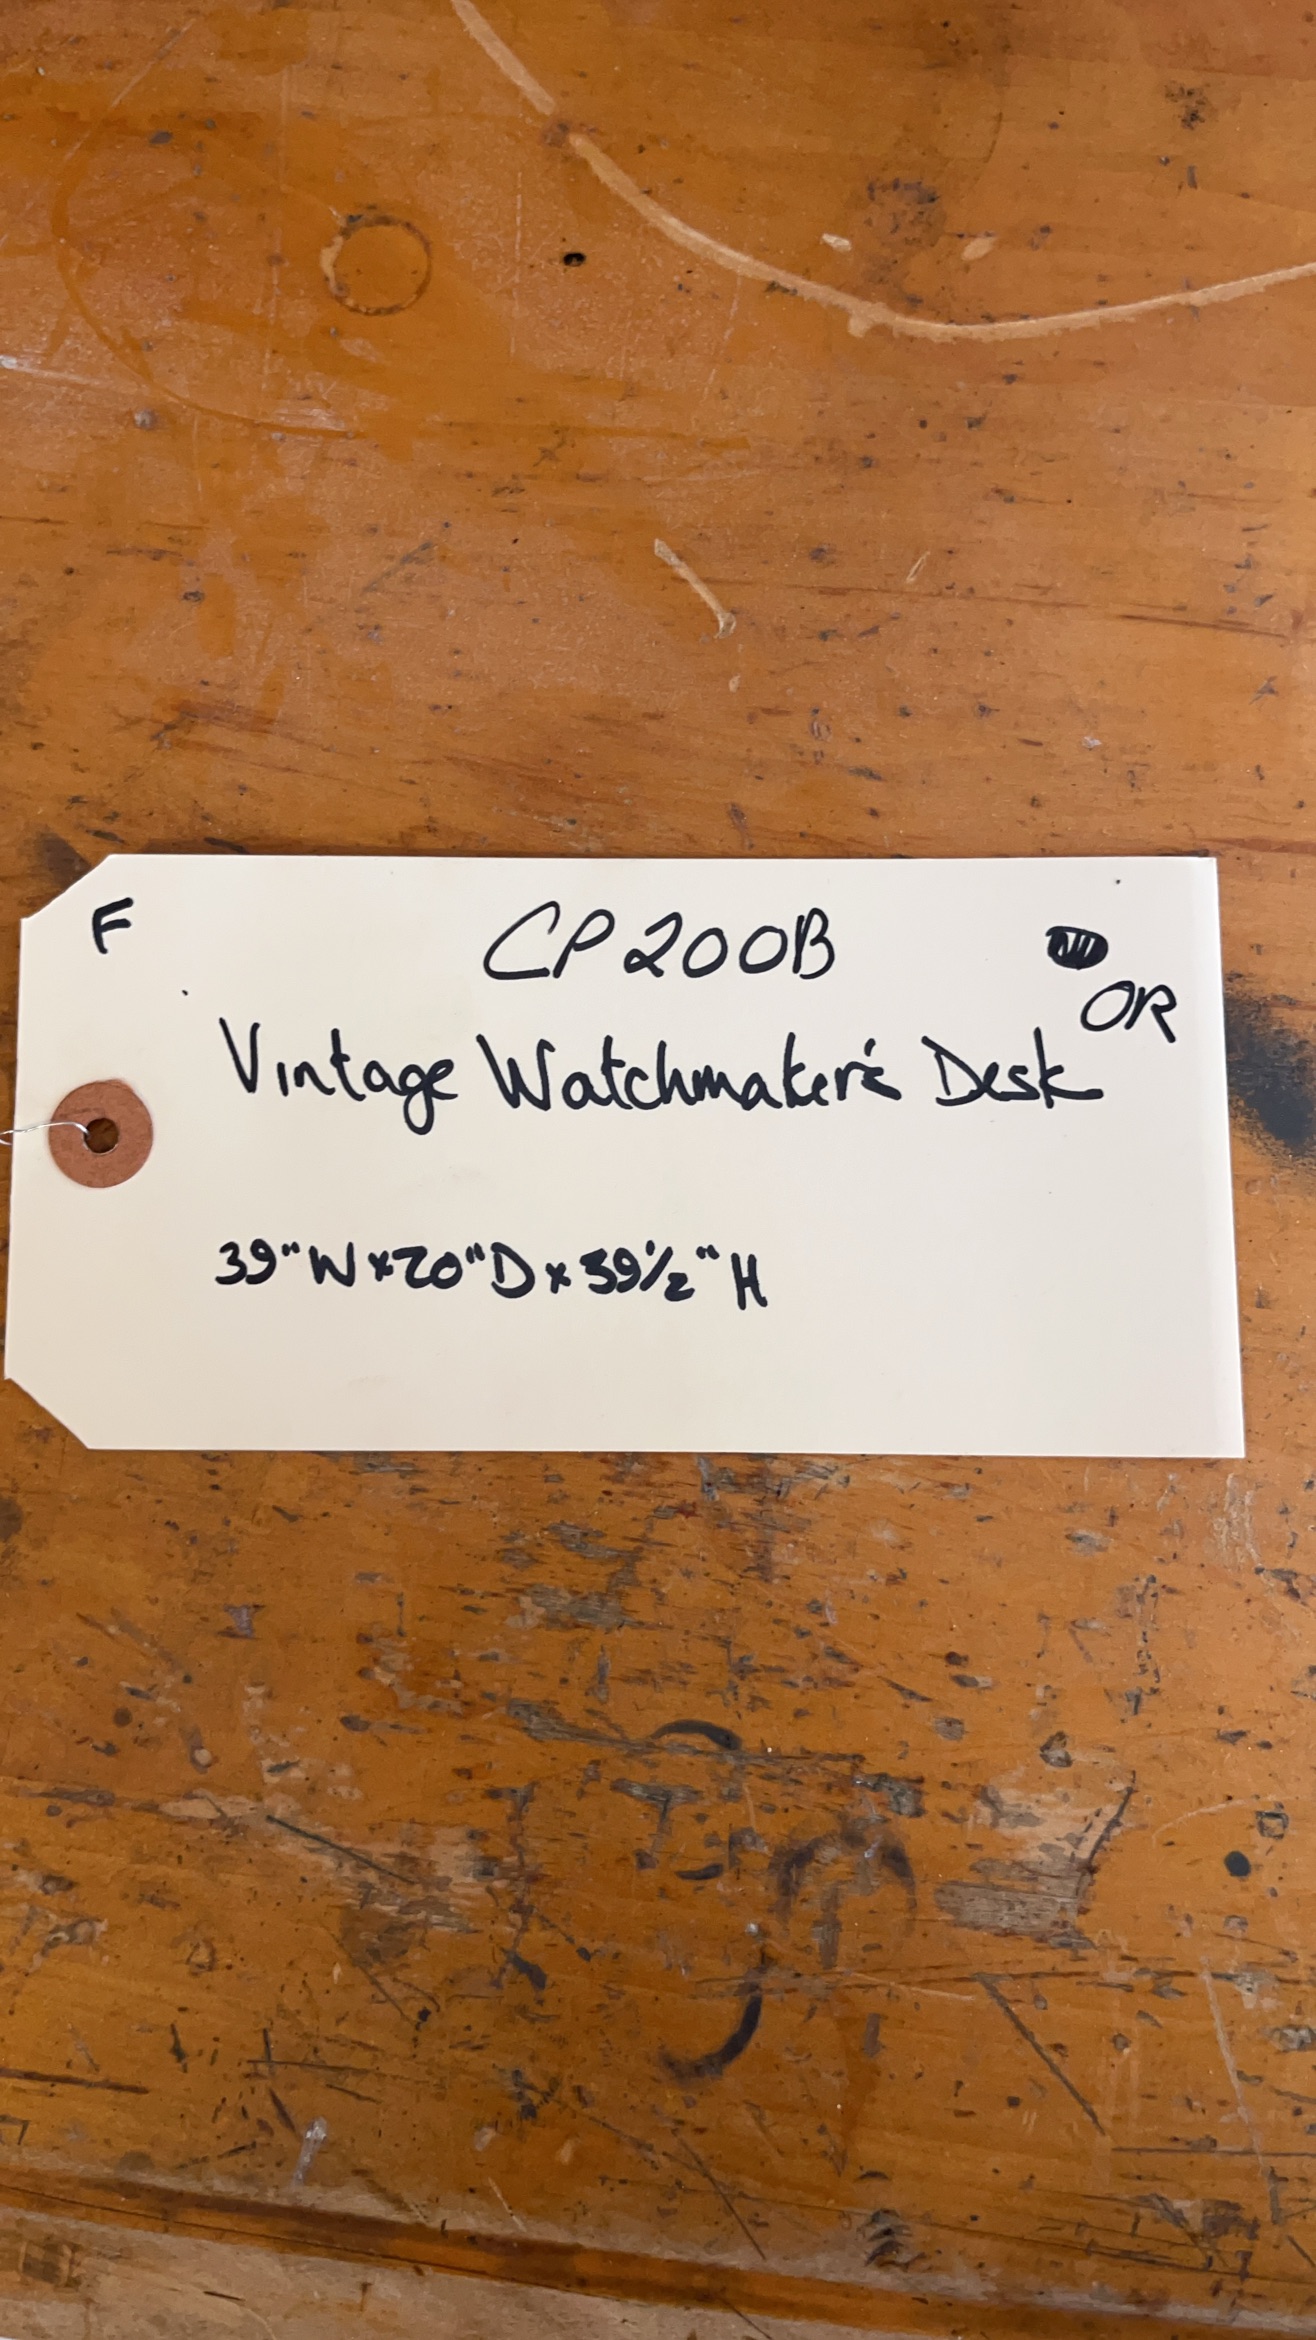 F CP200B
OR
Vintage Watchmaker's Desk
39"W x 20"D x 39½"H